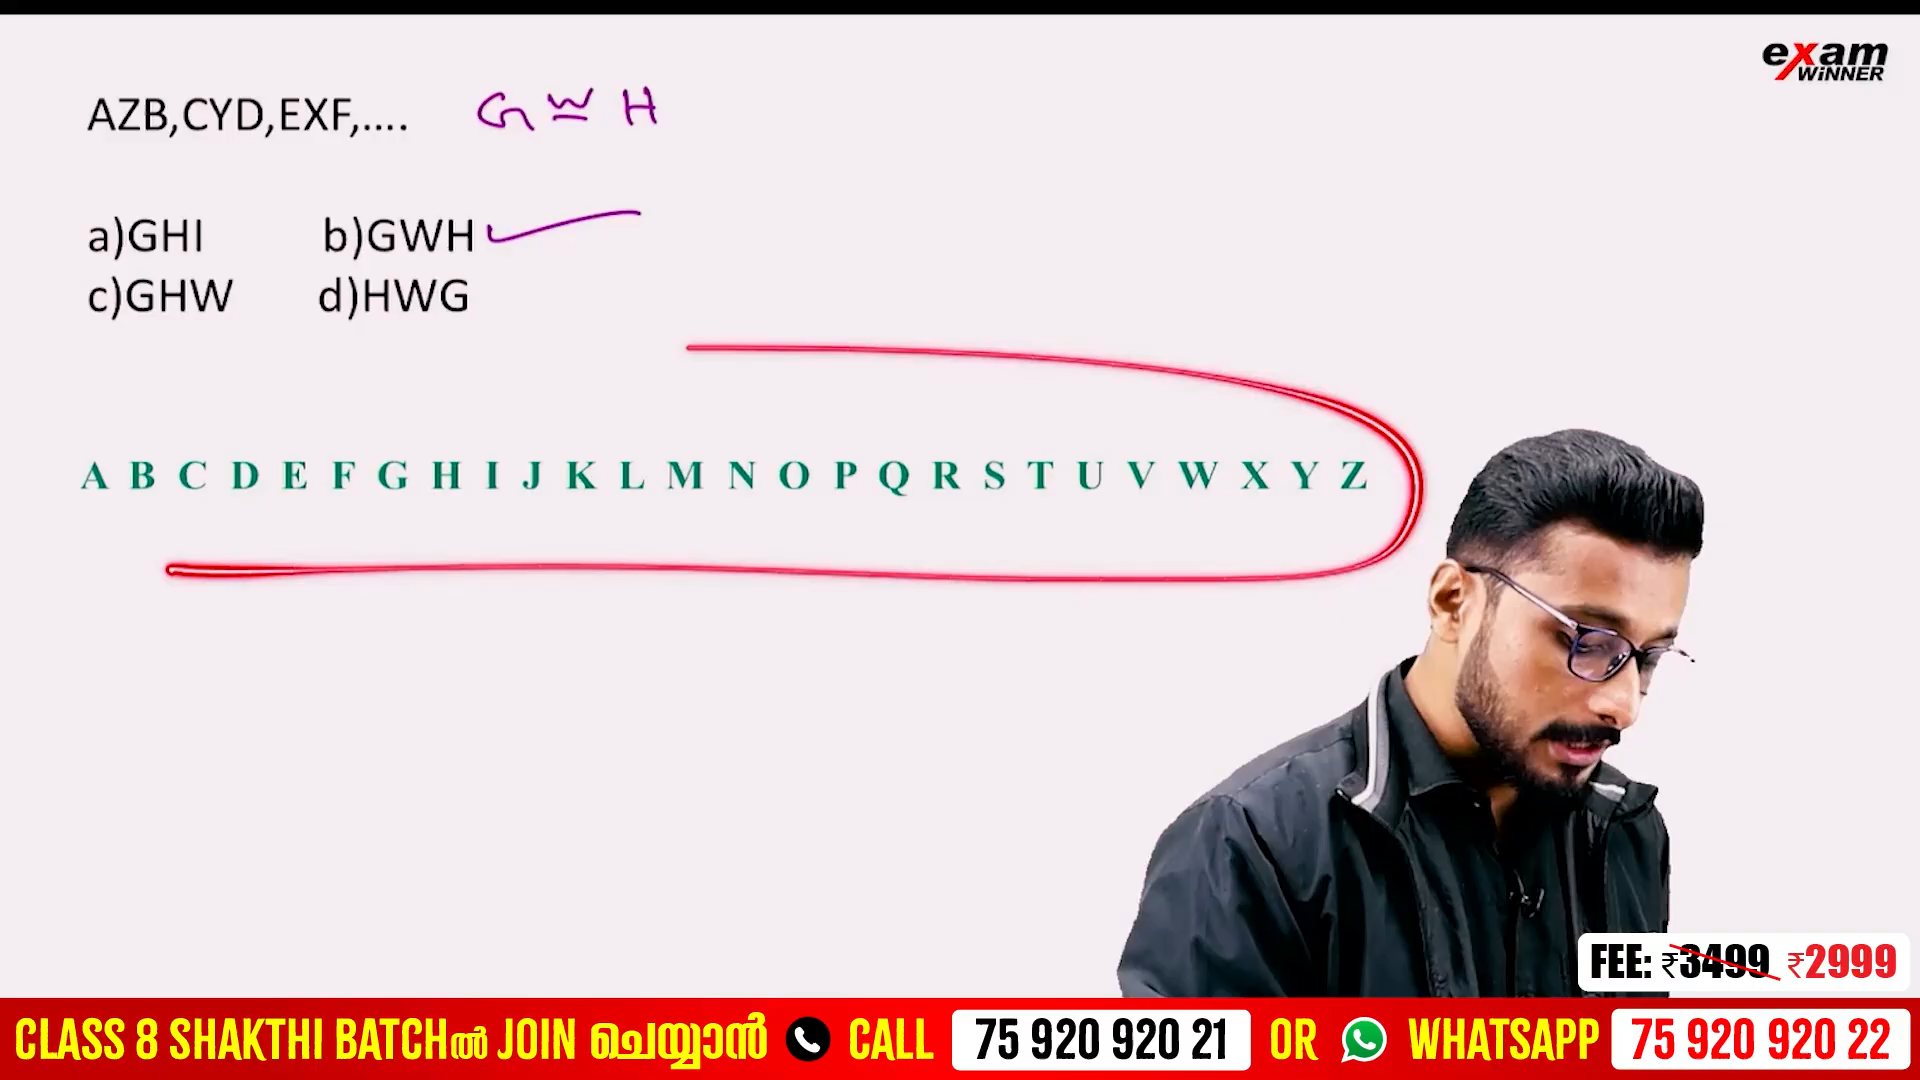 exam
WiNNER
AZB,CYD,EXF,.... G W H
a)GHI b)GWH
c)GHW d)HWG
A B C D E F G H I J K L M N O P Q R S T U V W X Y Z
FEE: ₹3499 ₹2999
CLASS 8 SHAKTHI BATCHൽ JOIN ചെയ്യാൻ CALL 75 920 920 21 OR WHATSAPP 75 920 920 22